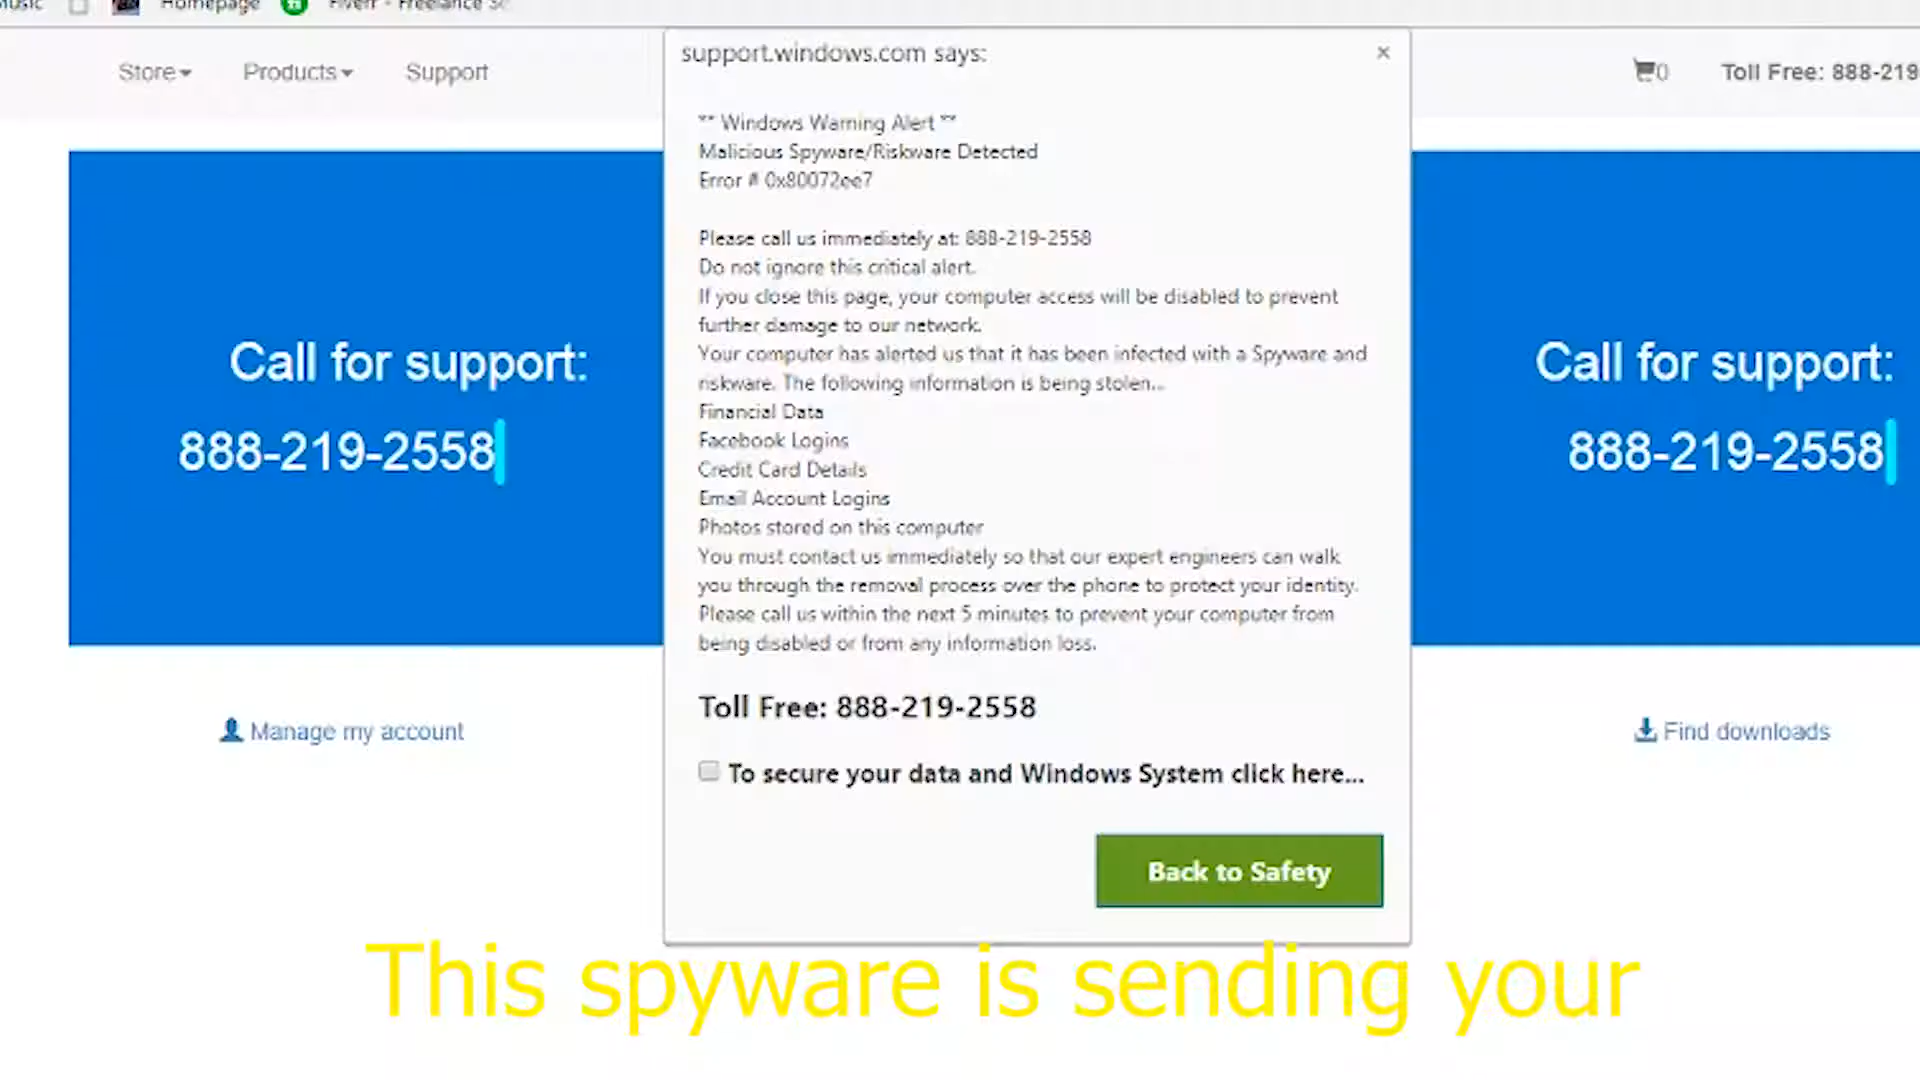 Music Homepage Fiverr - Freelance Se
Store Products Support
support.windows.com says:
0 Toll Free: 888-219
** Windows Warning Alert **
Malicious Spyware/Riskware Detected
Error # 0x80072ee7
Please call us immediately at: 888-219-2558
Do not ignore this critical alert.
If you close this page, your computer access will be disabled to prevent
further damage to our network.
Your computer has alerted us that it has been infected with a Spyware and
riskware. The following information is being stolen...
Financial Data
Facebook Logins
Credit Card Details
Email Account Logins
Photos stored on this computer
You must contact us immediately so that our expert engineers can walk
you through the removal process over the phone to protect your identity.
Please call us within the next 5 minutes to prevent your computer from
being disabled or from any information loss.
Toll Free: 888-219-2558
To secure your data and Windows System click here...
Back to Safety
Call for support:
888-219-2558
Call for support:
888-219-2558
Manage my account
Find downloads
This spyware is sending your